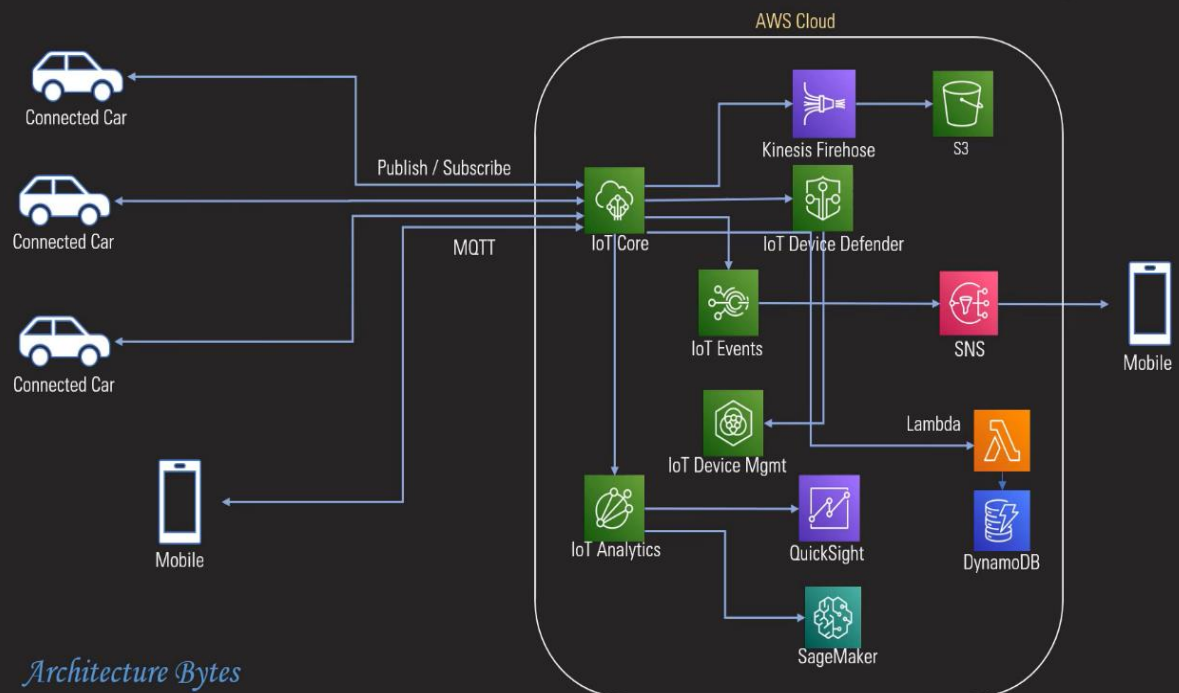 AWS Cloud
Connected Car
Kinesis Firehose
S3
Publish / Subscribe
Connected Car
IoT Core
IoT Device Defender
MQTT
IoT Events
SNS
Mobile
Connected Car
Lambda
IoT Device Mgmt
Mobile
IoT Analytics
QuickSight
DynamoDB
SageMaker
Architecture Bytes